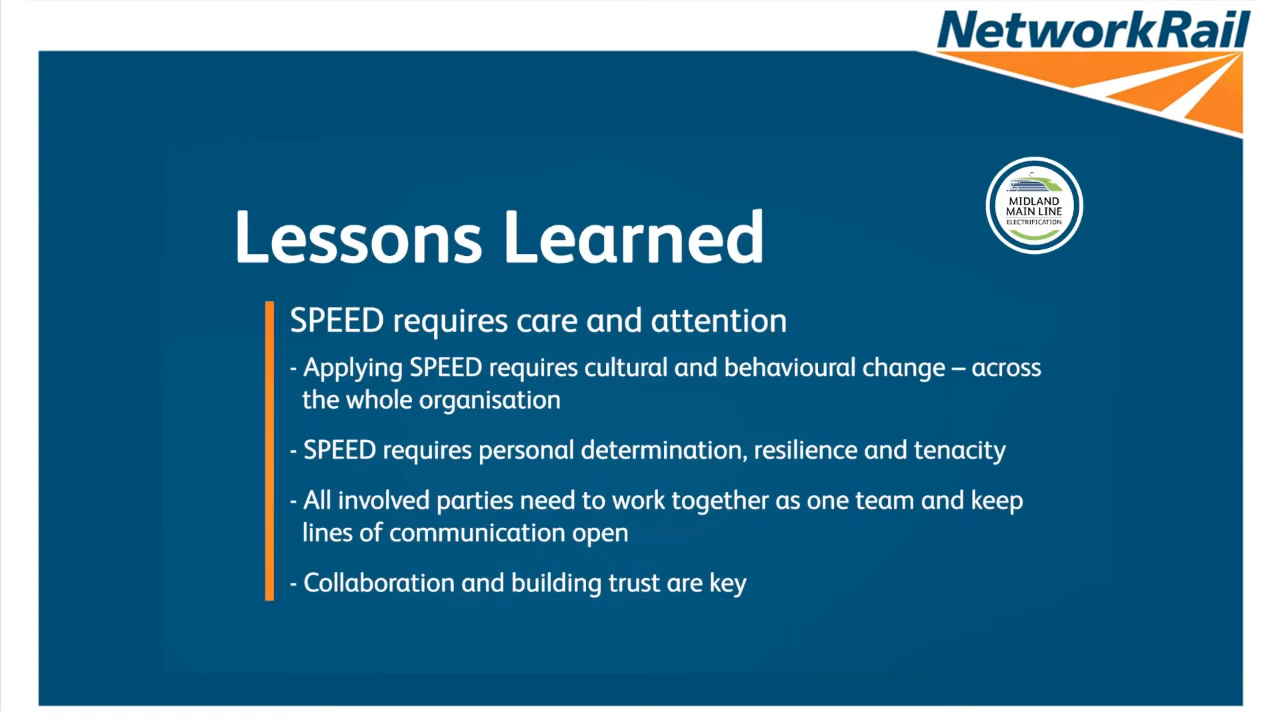 NetworkRail
MIDLAND
MAIN LINE
ELECTRIFICATION
Lessons Learned
SPEED requires care and attention
- Applying SPEED requires cultural and behavioural change – across
the whole organisation
- SPEED requires personal determination, resilience and tenacity
- All involved parties need to work together as one team and keep
lines of communication open
- Collaboration and building trust are key